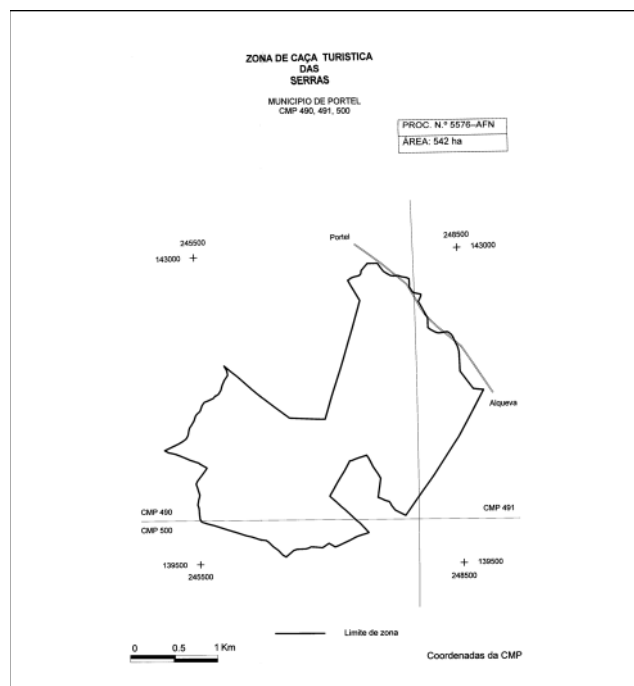 ZONA DE CAÇA TURISTICA
DAS
SERRAS
MUNICIPIO DE PORTEL
CMP 490, 491, 500
PROC. N.º 5576–AFN
ÁREA: 542 ha
Portel
245500
143000
248500
143000
Alqueva
CMP 490
CMP 491
CMP 500
139500
245500
139500
248500
Limite de zona
0 0.5 1 Km
Coordenadas da CMP